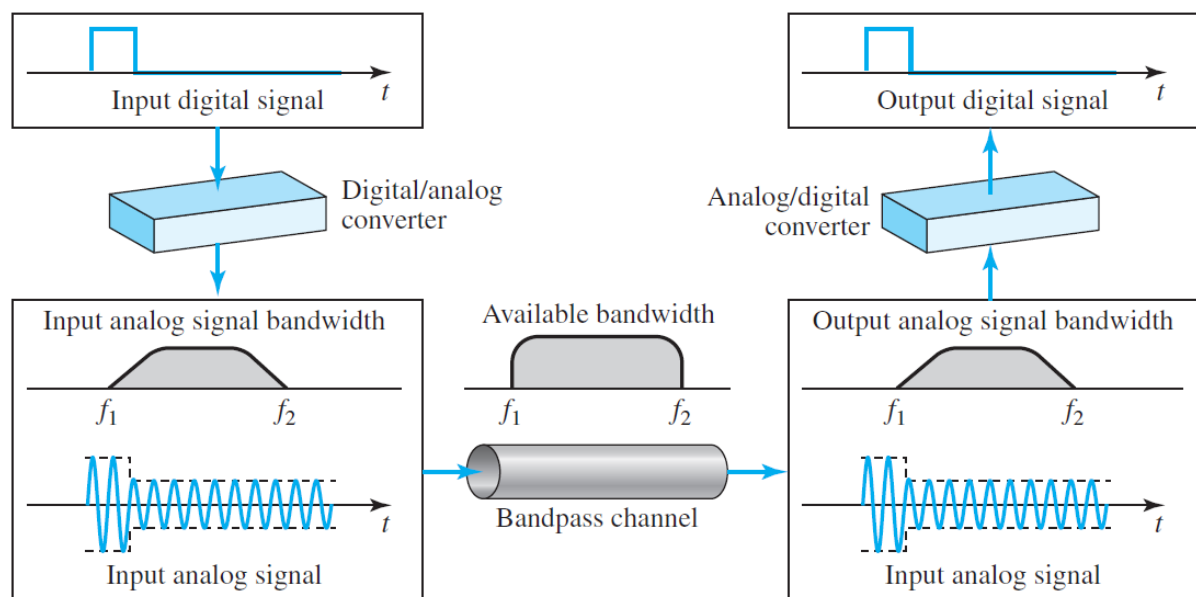 t
Input digital signal
Digital/analog
converter
Input analog signal bandwidth
f1
f2
t
Input analog signal
Available bandwidth
f1
f2
Bandpass channel
t
Output digital signal
Analog/digital
converter
Output analog signal bandwidth
f1
f2
t
Input analog signal